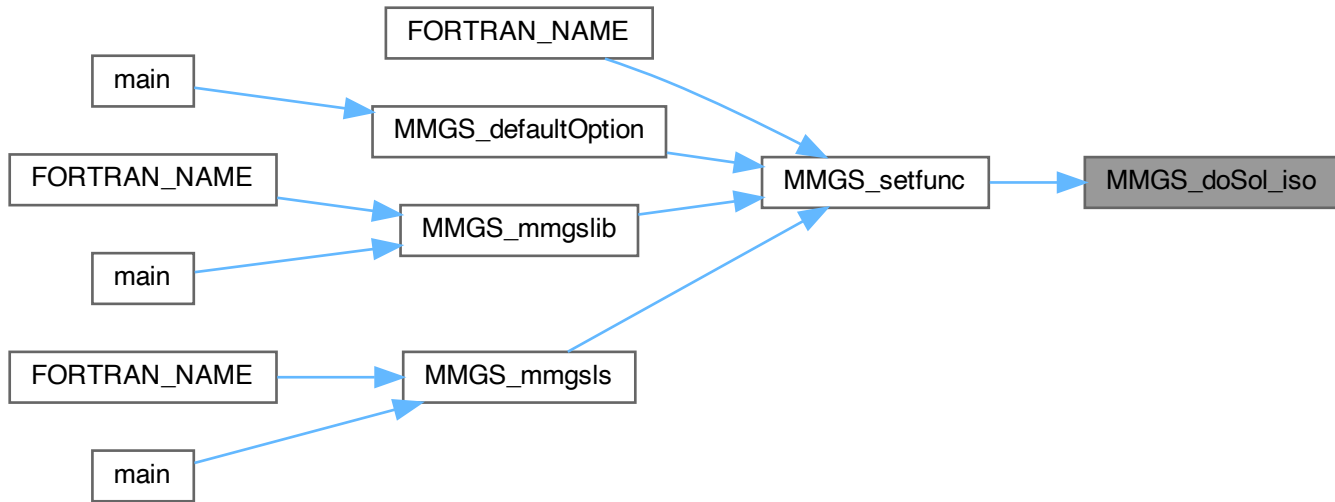 FORTRAN_NAME
main
MMGS_defaultOption
FORTRAN_NAME
MMGS_setfunc
MMGS_doSol_iso
MMGS_mmgslib
main
FORTRAN_NAME
MMGS_mmgsls
main